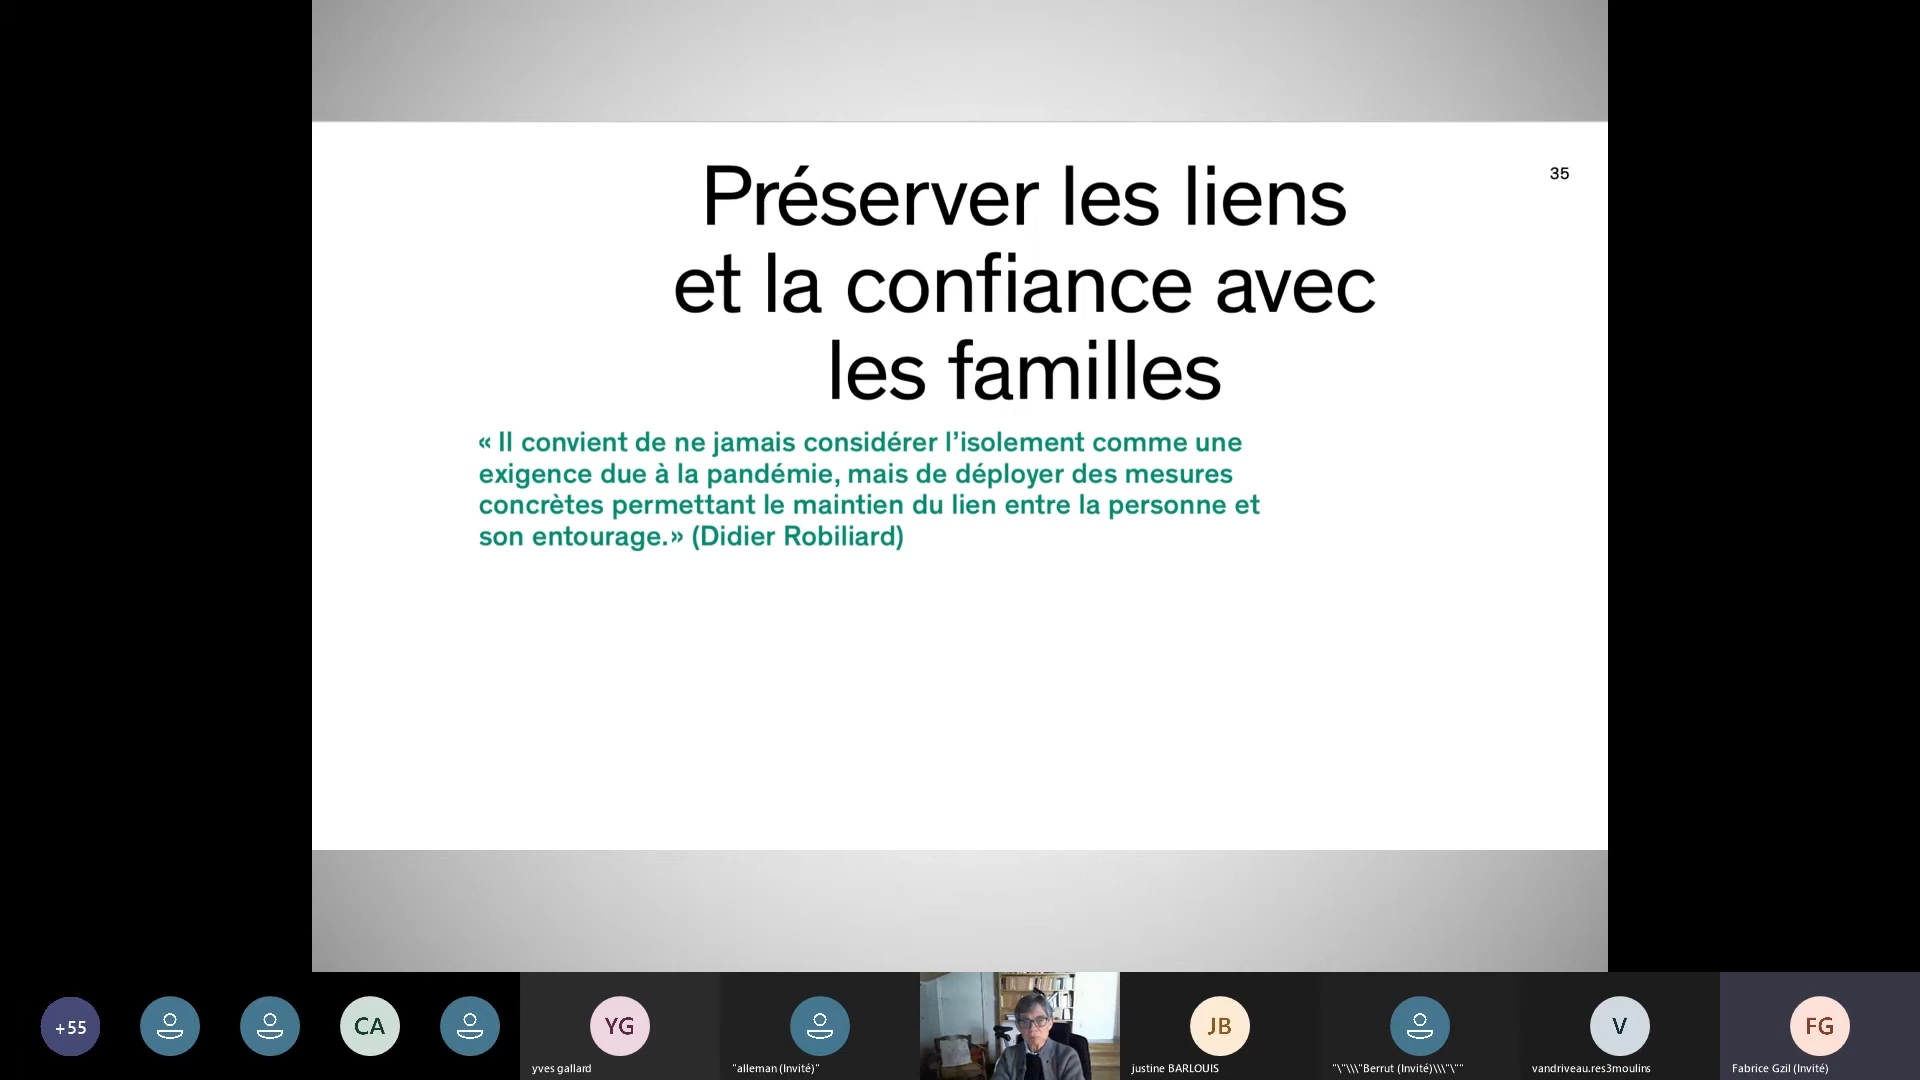 35
Préserver les liens
et la confiance avec
les familles
« Il convient de ne jamais considérer l’isolement comme une
exigence due à la pandémie, mais de déployer des mesures
concrètes permettant le maintien du lien entre la personne et
son entourage.» (Didier Robiliard)
+55
CA
YG
JB
V
FG
yves gallard
"alleman (Invité)"
justine BARLOUIS
"\"\\\"Berrut (Invité)\\\"\""
vandriveau.res3moulins
Fabrice Gzil (Invité)